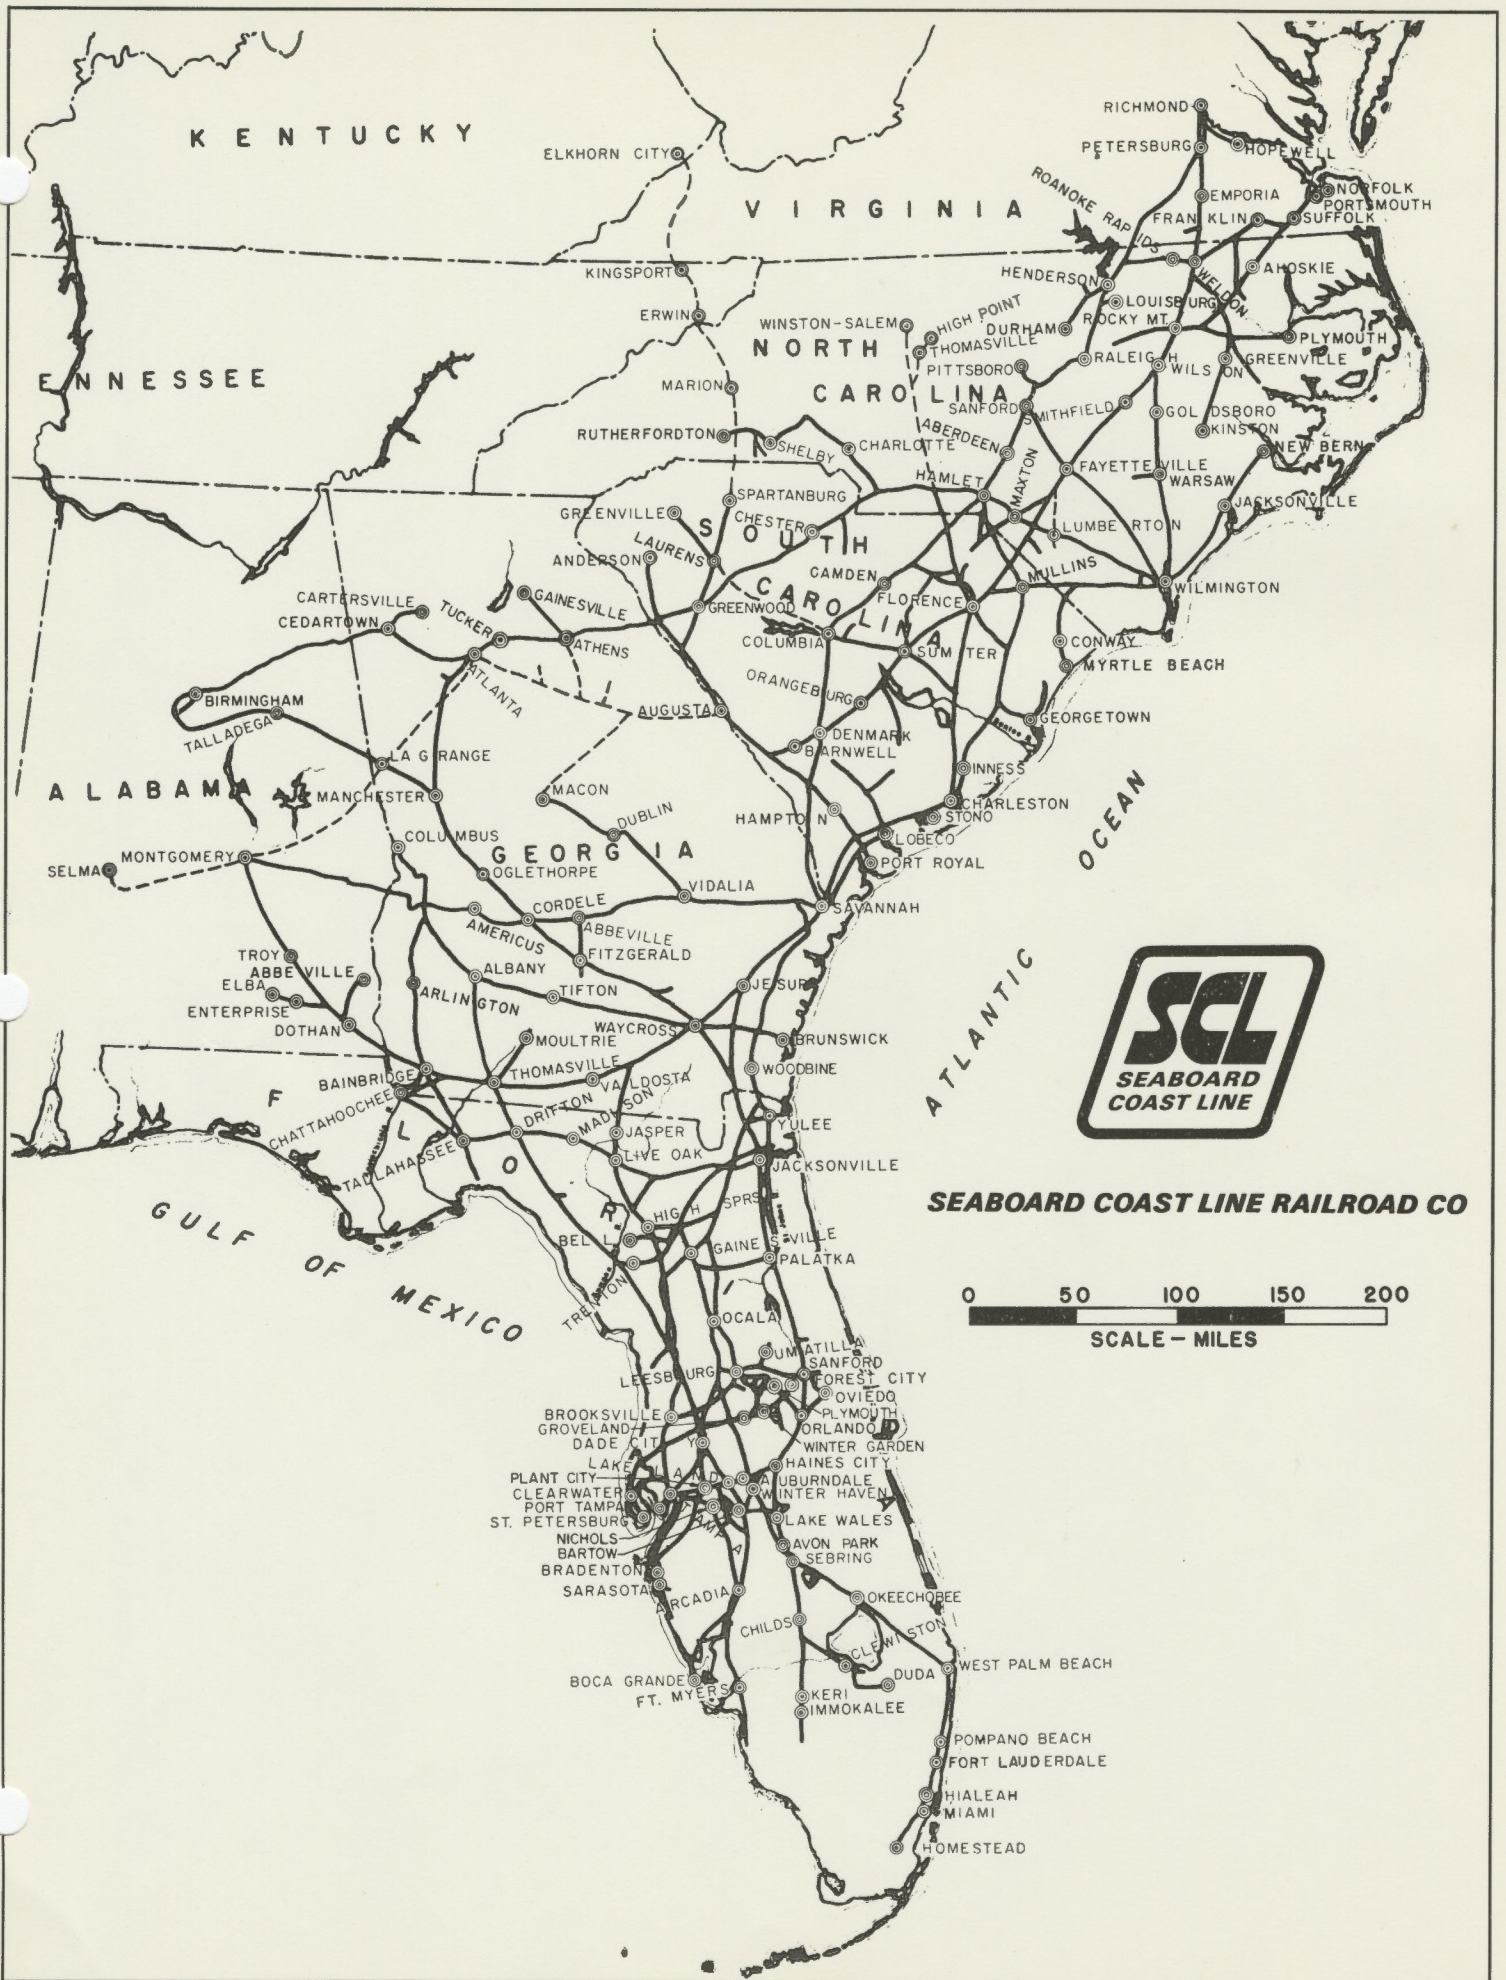 KENTUCKY
RICHMOND
ELKHORN CITY
PETERSBURG
HOPEWELL
ROANOKE RAPIDS
EMPORIA
NORFOLK
PORTSMOUTH
VIRGINIA
FRANKLIN
SUFFOLK
KINGSPORT
HENDERSON
WELDON
AHOSKIE
LOUISBURG
ERWIN
WINSTON-SALEM
HIGH POINT
DURHAM
ROCKY MT.
PLYMOUTH
NORTH
THOMASVILLE
RALEIGH
WILSON
GREENVILLE
ENNESSEE
PITTSBORO
MARION
CAROLINA
SANFORD
SMITHFIELD
GOLDSBORO
RUTHERFORDTON
SHELBY
CHARLOTTE
ABERDEEN
KINSTON
NEW BERN
HAMLET
MAXTON
FAYETTEVILLE
WARSAW
SPARTANBURG
JACKSONVILLE
GREENVILLE
CHESTER
SOUTH
LUMBERTON
ANDERSON
LAURENS
CAMDEN
MULLINS
CAROLINA
WILMINGTON
CARTERSVILLE
GAINESVILLE
GREENWOOD
FLORENCE
CEDARTOWN
TUCKER
ATHENS
COLUMBIA
SUMTER
CONWAY
ATLANTA
MYRTLE BEACH
BIRMINGHAM
ORANGEBURG
AUGUSTA
GEORGETOWN
TALLADEGA
DENMARK
BARNWELL
LA GRANGE
INNESS
ALABAMA
MANCHESTER
MACON
CHARLESTON
DUBLIN
HAMPTON
STONO
OCEAN
COLUMBUS
LOBECO
MONTGOMERY
GEORGIA
PORT ROYAL
SELMA
OGLETHORPE
VIDALIA
CORDELE
SAVANNAH
AMERICUS
ABBEVILLE
TROY
FITZGERALD
ABBEVILLE
ALBANY
ELBA
ARLINGTON
TIFTON
JESUP
ATLANTIC
ENTERPRISE
DOTHAN
WAYCROSS
MOULTRIE
BRUNSWICK
SCL
SEABOARD
COAST LINE
BAINBRIDGE
THOMASVILLE
VALDOSTA
WOODBINE
CHATTAHOOCHEE
DRIFTON
MADISON
YULEE
JASPER
TALLAHASSEE
LIVE OAK
JACKSONVILLE
FLORIDA
SEABOARD COAST LINE RAILROAD CO
GULF OF MEXICO
HIGH SPRS
BELL
GAINESVILLE
PALATKA
TRENTON
0 50 100 150 200
SCALE - MILES
OCALA
UMATILLA
LEESBURG
SANFORD
FOREST CITY
OVIEDO
BROOKSVILLE
PLYMOUTH
GROVELAND
ORLANDO
DADE CITY
WINTER GARDEN
LAKELAND
HAINES CITY
PLANT CITY
AUBURNDALE
CLEARWATER
WINTER HAVEN
PORT TAMPA
TAMPA
ST. PETERSBURG
LAKE WALES
NICHOLS
AVON PARK
BARTOW
SEBRING
BRADENTON
SARASOTA
ARCADIA
OKEECHOBEE
CHILDS
CLEWISTON
WEST PALM BEACH
BOCA GRANDE
DUDA
FT. MYERS
KERI
IMMOKALEE
POMPANO BEACH
FORT LAUDERDALE
HIALEAH
MIAMI
HOMESTEAD